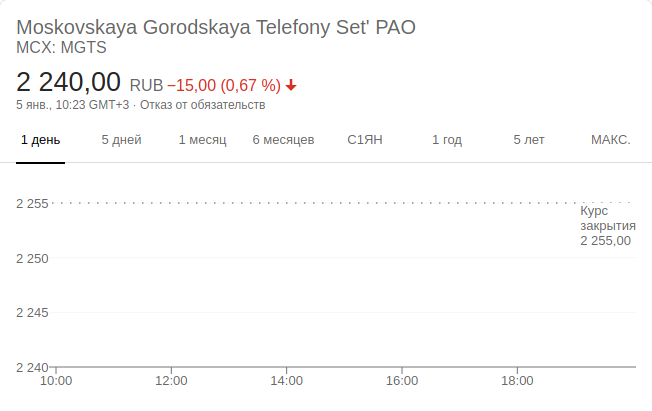 Moskovskaya Gorodskaya Telefony Set' PAO
MCX: MGTS
2 240,00 RUB −15,00 (0,67 %)
5 янв., 10:23 GMT+3 · Отказ от обязательств
1 день 5 дней 1 месяц 6 месяцев С1ЯН 1 год 5 лет МАКС.
2 255
Курс
закрытия
2 255,00
2 250
2 245
2 240
10:00 12:00 14:00 16:00 18:00